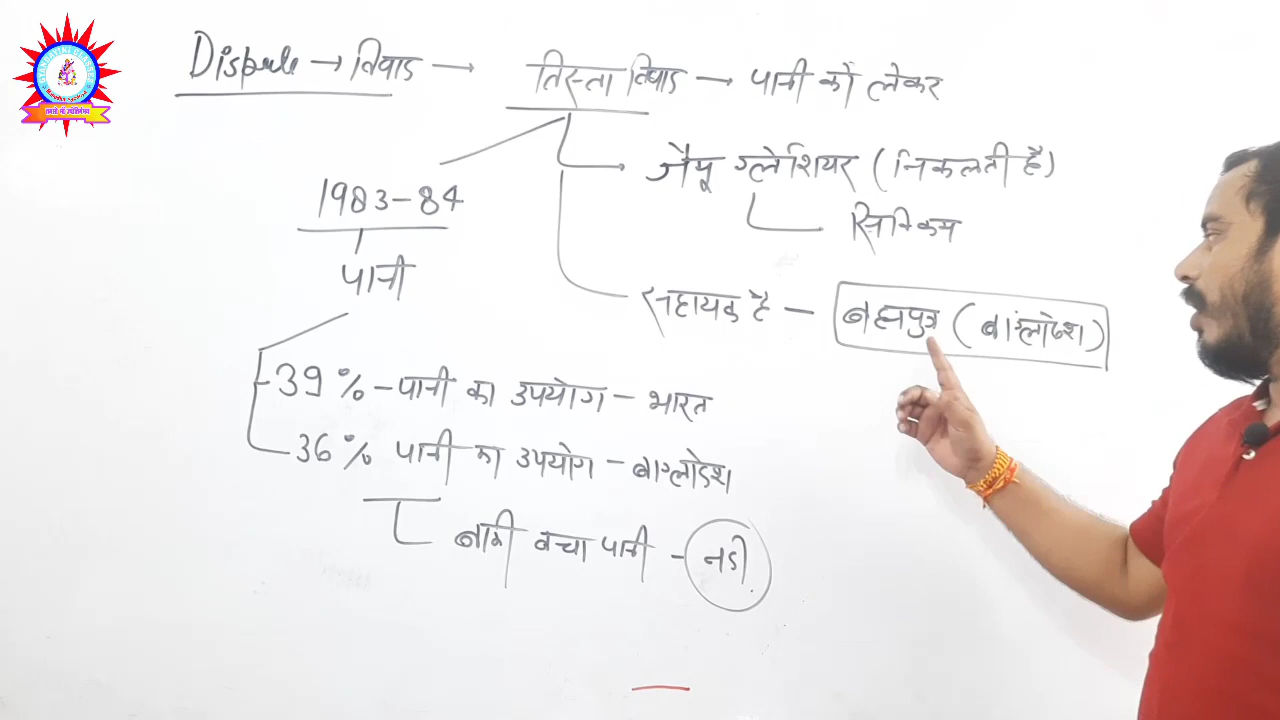 Dispute → विवाद → तिस्ता विवाद → पानी को लेकर
जैमू ग्लेशियर (निकलती है)
सिक्किम
1983-84
पानी
सहायक है - ब्रह्मपुत्र (बांग्लादेश)
39% - पानी का उपयोग - भारत
36% पानी का उपयोग - बांग्लादेश
बाकी बचा पानी - नदी